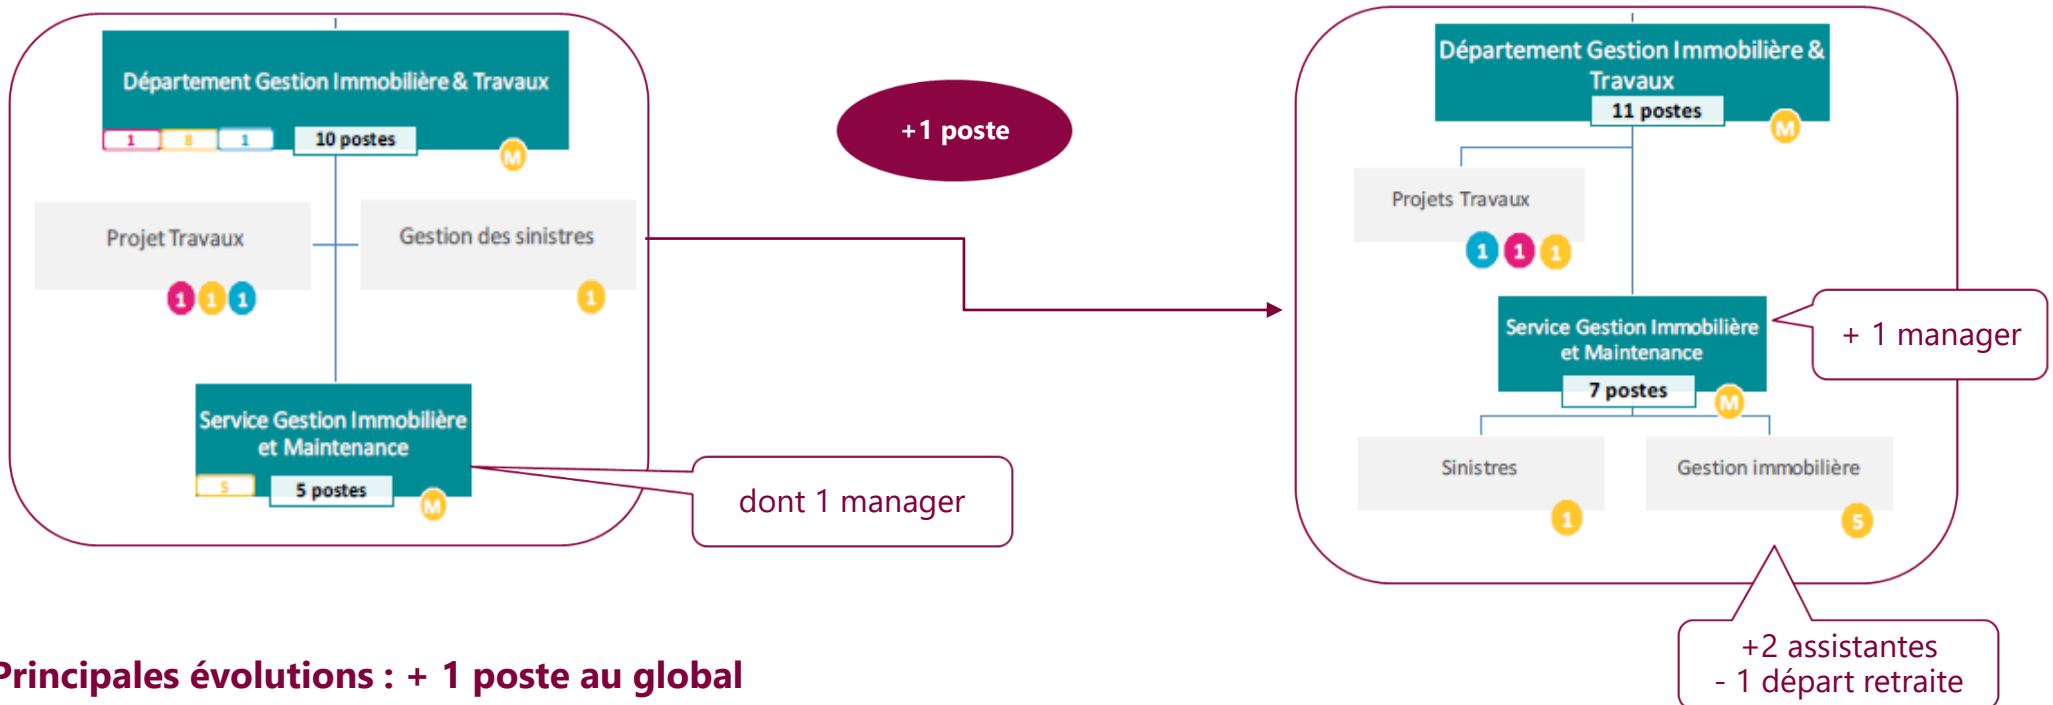 Département Gestion Immobilière & Travaux
1 8 1
10 postes
M
Projet Travaux
1 1 1
Gestion des sinistres
1
Service Gestion Immobilière
et Maintenance
5
5 postes
M
dont 1 manager
+1 poste
Département Gestion Immobilière &
Travaux
11 postes
M
Projets Travaux
1 1 1
Service Gestion Immobilière
et Maintenance
7 postes
M
+ 1 manager
Sinistres
1
Gestion immobilière
5
+2 assistantes
- 1 départ retraite
Principales évolutions : + 1 poste au global